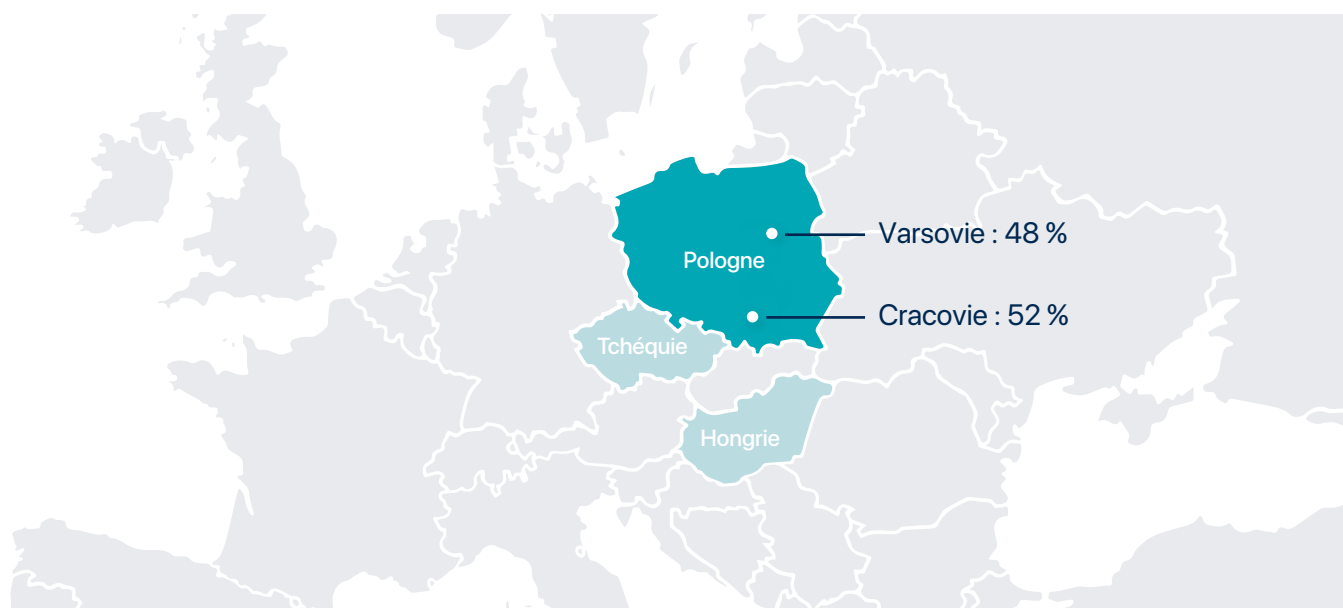 Varsovie : 48 %
Pologne
Cracovie : 52 %
Tchéquie
Hongrie